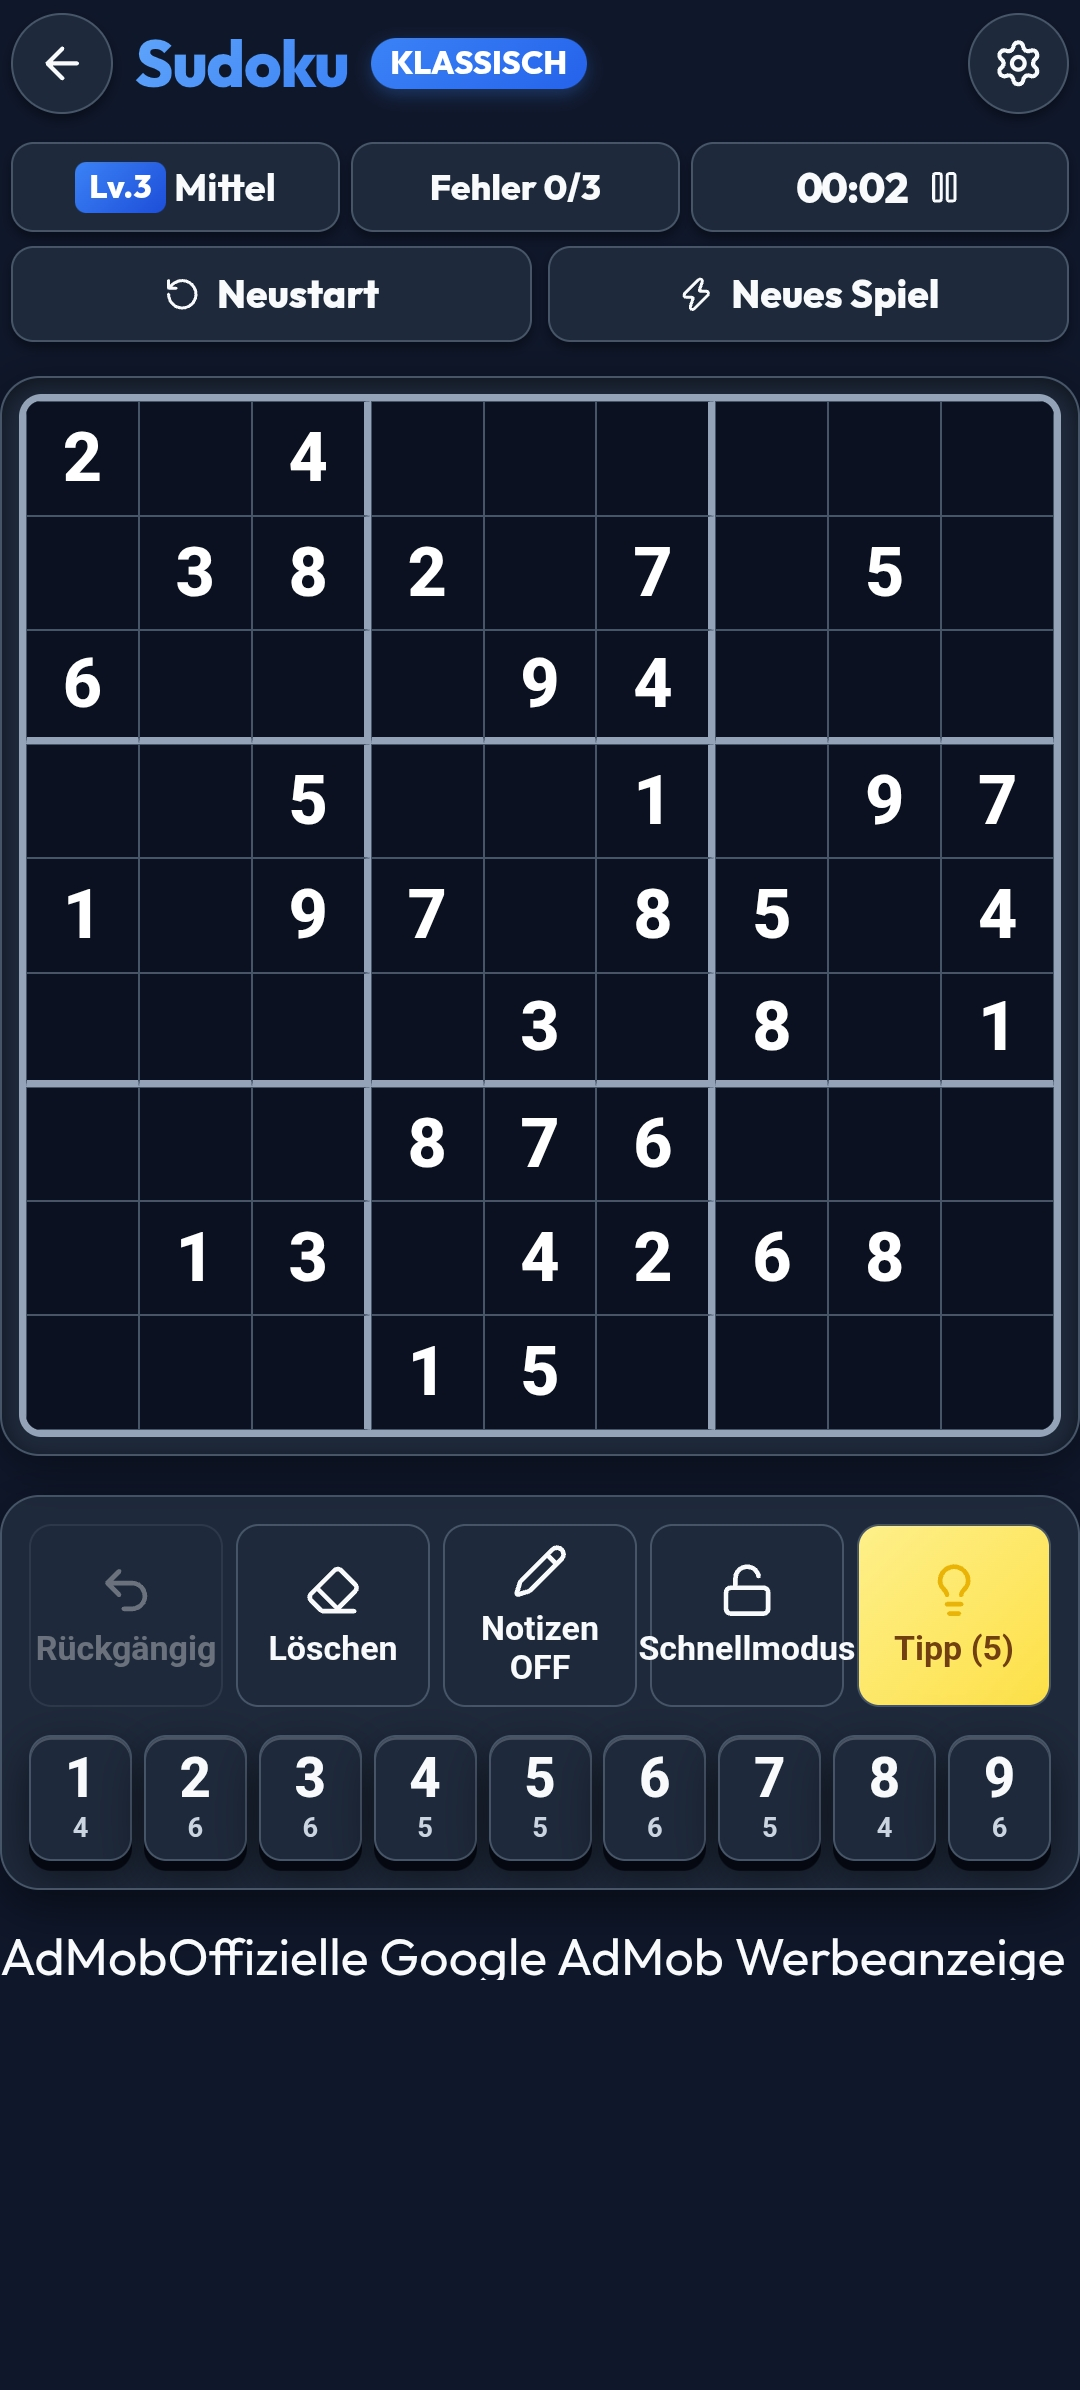 Sudoku KLASSISCH
Lv.3 Mittel Fehler 0/3 00:02
Neustart Neues Spiel
2 4
3 8 2 7 5
6 9 4
5 1 9 7
1 9 7 8 5 4
3 8 1
8 7 6
1 3 4 2 6 8
1 5
Rückgängig Löschen Notizen OFF Schnellmodus Tipp (5)
1 2 3 4 5 6 7 8 9
4 6 6 5 5 6 5 4 6
AdMobOffizielle Google AdMob Werbeanzeige